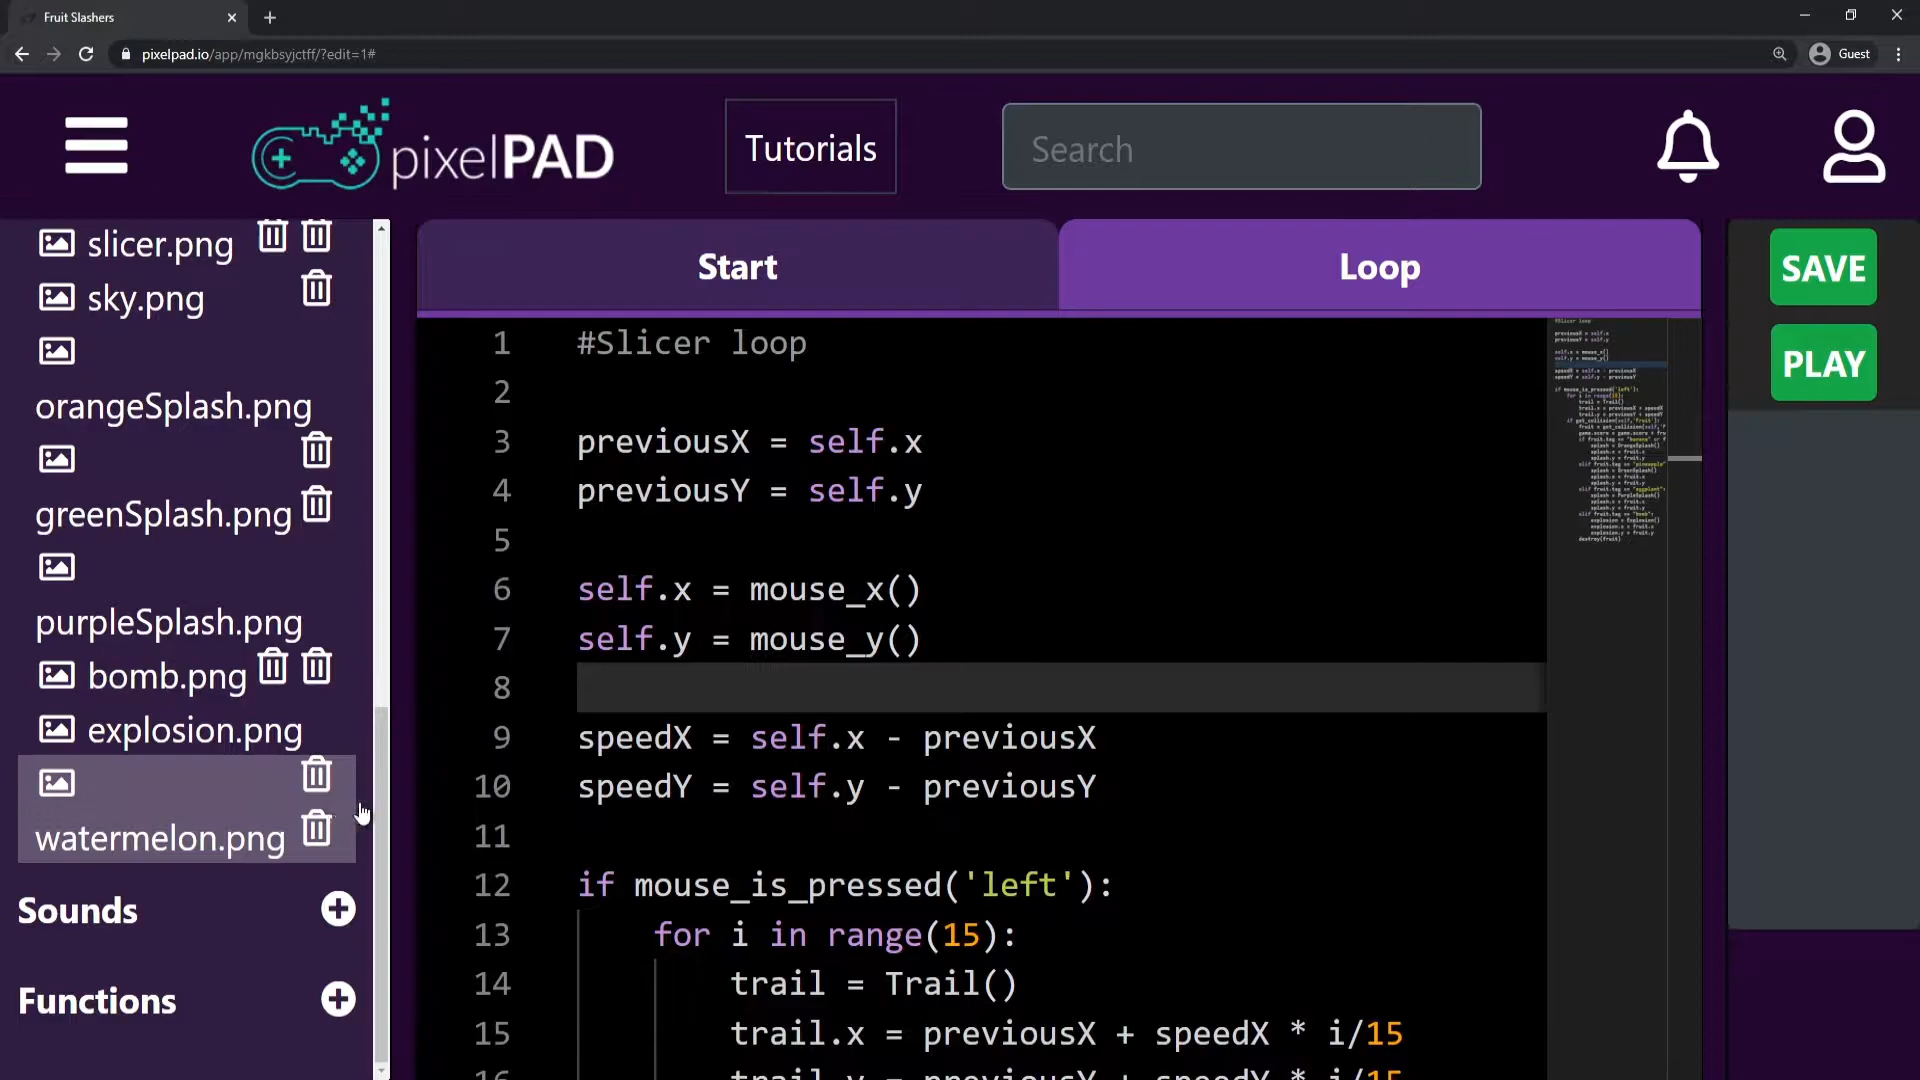 Fruit Slashers
pixelpad.io/app/mgkbsyjctff/?edit=1#
Guest
pixelPAD
Tutorials
Search
slicer.png
sky.png
orangeSplash.png
greenSplash.png
purpleSplash.png
bomb.png
explosion.png
watermelon.png
Sounds
Functions
Start
Loop
1 #Slicer loop
2
3 previousX = self.x
4 previousY = self.y
5
6 self.x = mouse_x()
7 self.y = mouse_y()
8
9 speedX = self.x - previousX
10 speedY = self.y - previousY
11
12 if mouse_is_pressed('left'):
13 for i in range(15):
14 trail = Trail()
15 trail.x = previousX + speedX * i/15
SAVE
PLAY